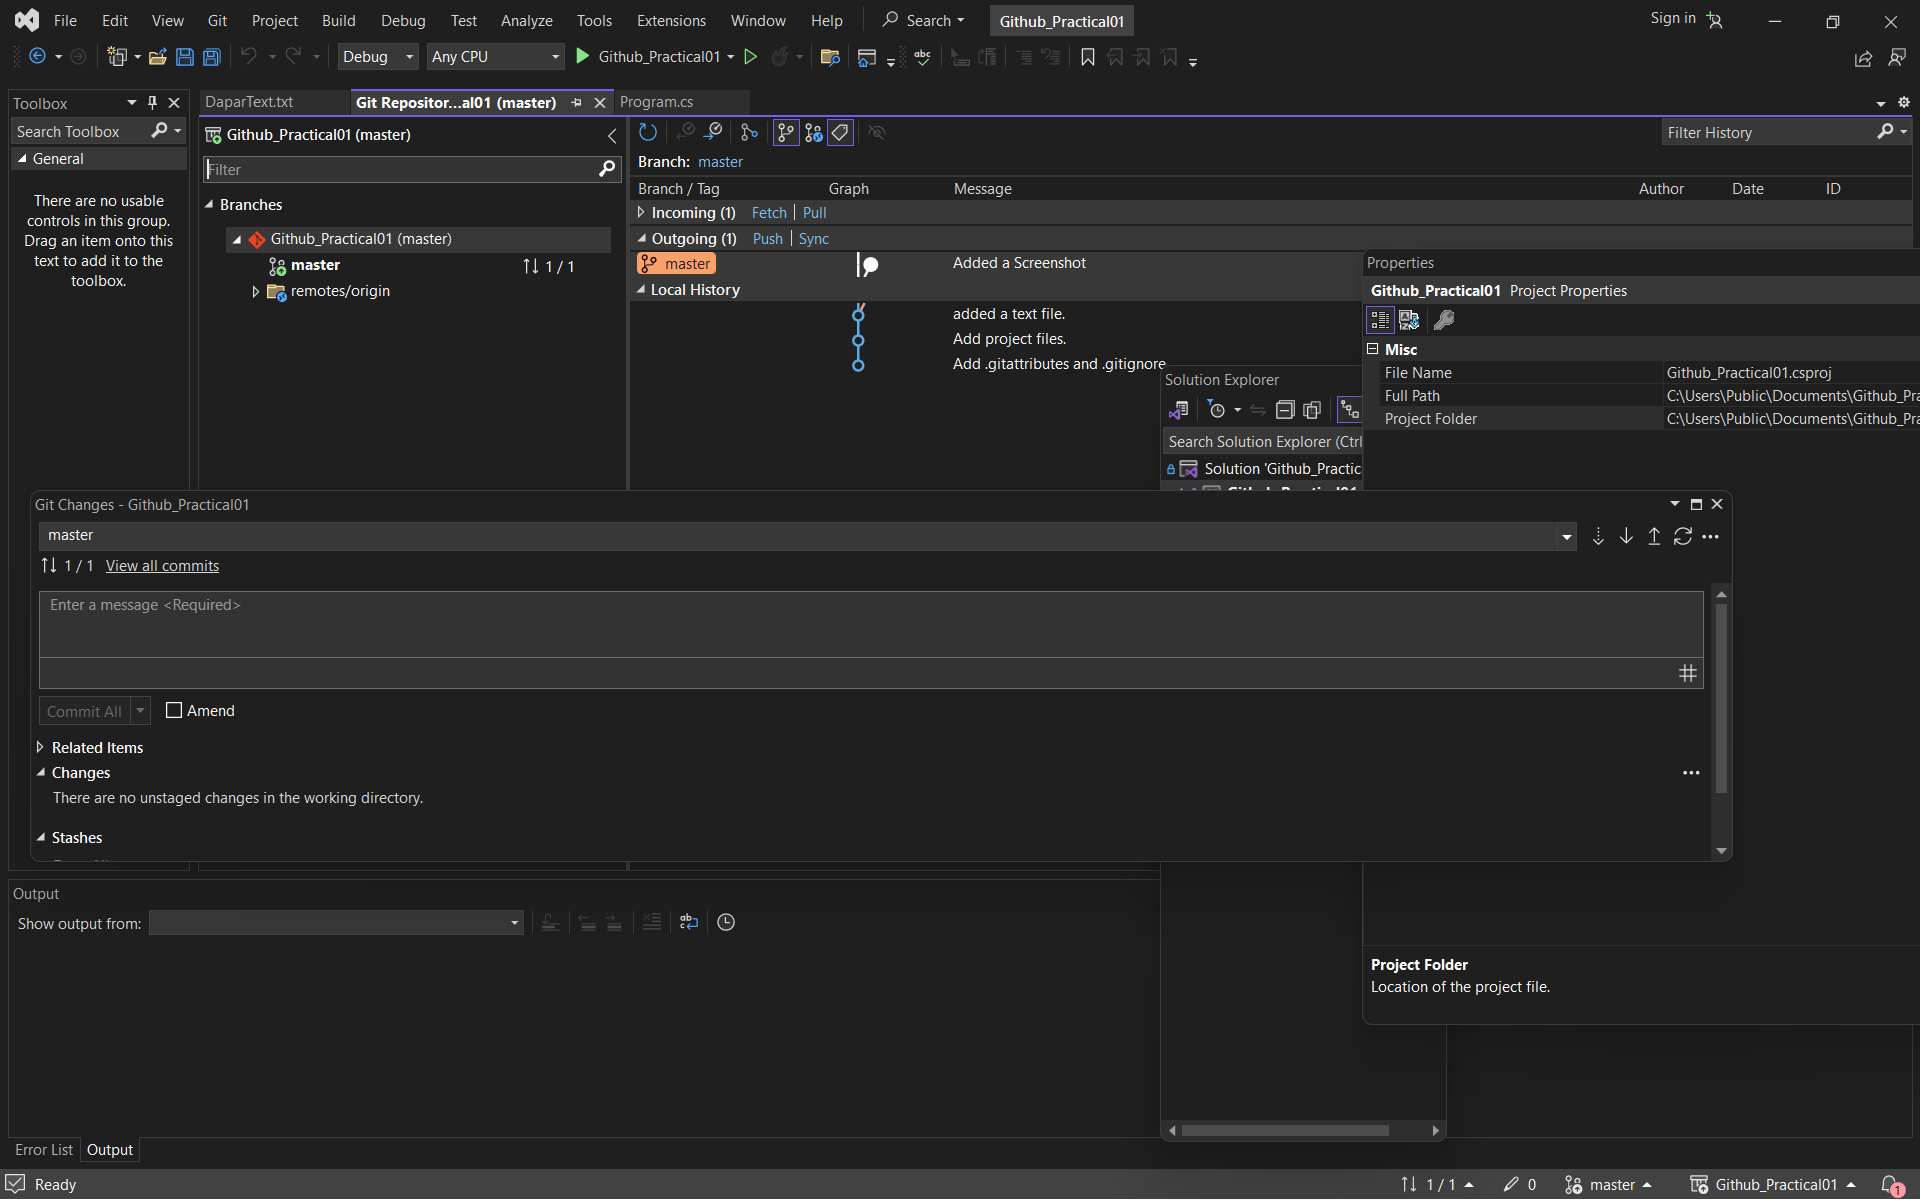 File Edit View Git Project Build Debug Test Analyze Tools Extensions Window Help Search Github_Practical01 Sign in
Debug Any CPU Github_Practical01
Toolbox
Search Toolbox
General
There are no usable
controls in this group.
Drag an item onto this
text to add it to the
toolbox.
DaparText.txt Git Repositor...al01 (master) Program.cs
Github_Practical01 (master)
Filter
Branches
Github_Practical01 (master)
master 1 / 1
remotes/origin
Filter History
Branch: master
Branch / Tag Graph Message Author Date ID
Incoming (1) Fetch Pull
Outgoing (1) Push Sync
master Added a Screenshot
Local History
added a text file.
Add project files.
Add .gitattributes and .gitignore
Solution Explorer
Search Solution Explorer (Ctrl
Solution 'Github_Practic
Properties
Github_Practical01 Project Properties
Misc
File Name Github_Practical01.csproj
Full Path C:\Users\Public\Documents\Github_Pra
Project Folder C:\Users\Public\Documents\Github_Pra
Project Folder
Location of the project file.
Git Changes - Github_Practical01
master
1 / 1 View all commits
Enter a message <Required>
Commit All Amend
Related Items
Changes
There are no unstaged changes in the working directory.
Stashes
Output
Show output from:
Error List Output
Ready 1 / 1 0 master Github_Practical01 1